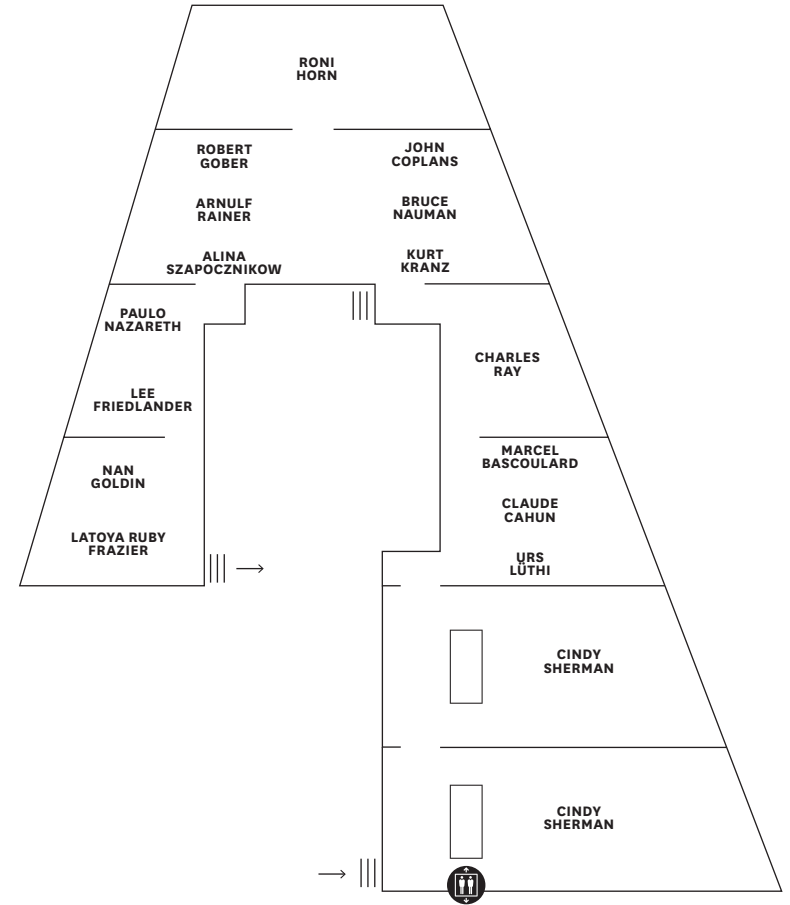 RONI
HORN
ROBERT
GOBER
JOHN
COPLANS
ARNULF
RAINER
BRUCE
NAUMAN
ALINA
SZAPOCZNIKOW
KURT
KRANZ
PAULO
NAZARETH
CHARLES
RAY
LEE
FRIEDLANDER
MARCEL
BASCOULARD
NAN
GOLDIN
CLAUDE
CAHUN
LATOYA RUBY
FRAZIER
URS
LÜTHI
CINDY
SHERMAN
CINDY
SHERMAN